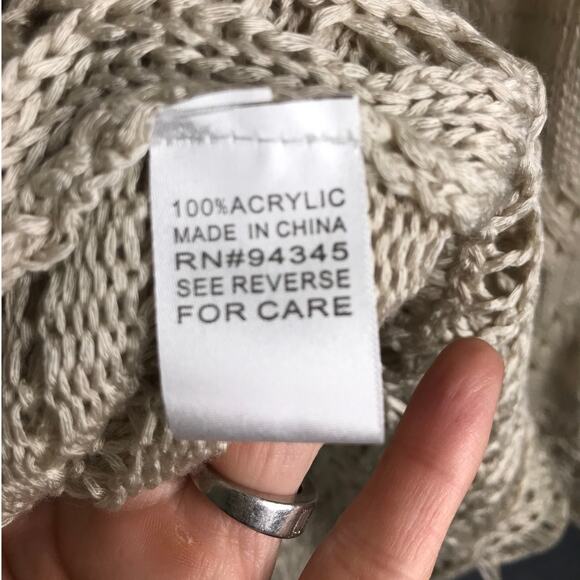 100%ACRYLIC
MADE IN CHINA
RN#94345
SEE REVERSE
FOR CARE